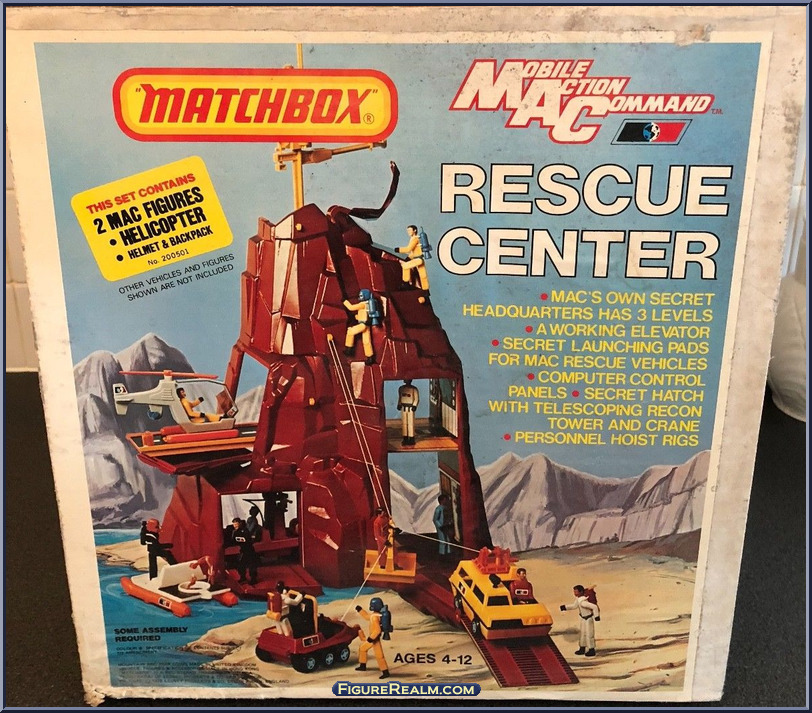 "MATCHBOX"®
MOBILE
ACTION
COMMAND™
RESCUE
CENTER
THIS SET CONTAINS
2 MAC FIGURES
• HELICOPTER
• HELMET & BACKPACK
No. 200501
OTHER VEHICLES AND FIGURES
SHOWN ARE NOT INCLUDED
• MAC'S OWN SECRET
HEADQUARTERS HAS 3 LEVELS
• A WORKING ELEVATOR
• SECRET LAUNCHING PADS
FOR MAC RESCUE VEHICLES
• COMPUTER CONTROL
PANELS • SECRET HATCH
WITH TELESCOPING RECON
TOWER AND CRANE
• PERSONNEL HOIST RIGS
SOME ASSEMBLY
REQUIRED
AGES 4-12
FIGUREREALM.COM